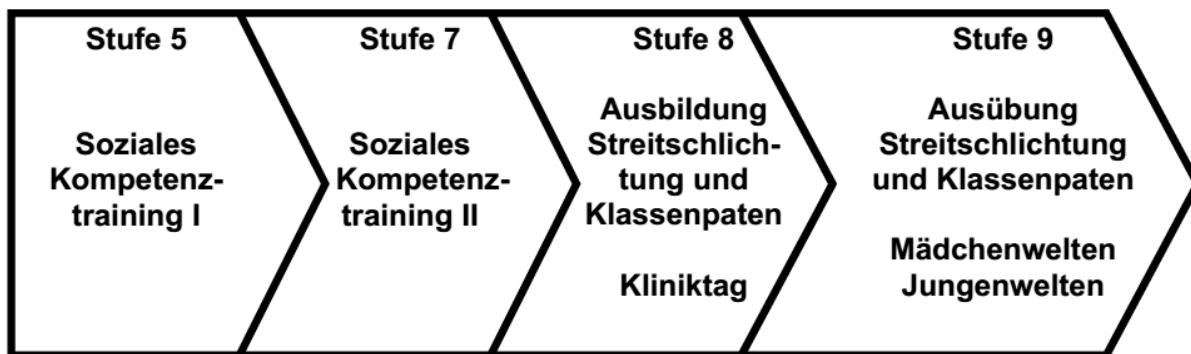 Stufe 5
Soziales
Kompetenz-
training I
Stufe 7
Soziales
Kompetenz-
training II
Stufe 8
Ausbildung
Streitschlich-
tung und
Klassenpaten
Kliniktag
Stufe 9
Ausübung
Streitschlichtung
und Klassenpaten
Mädchenwelten
Jungenwelten